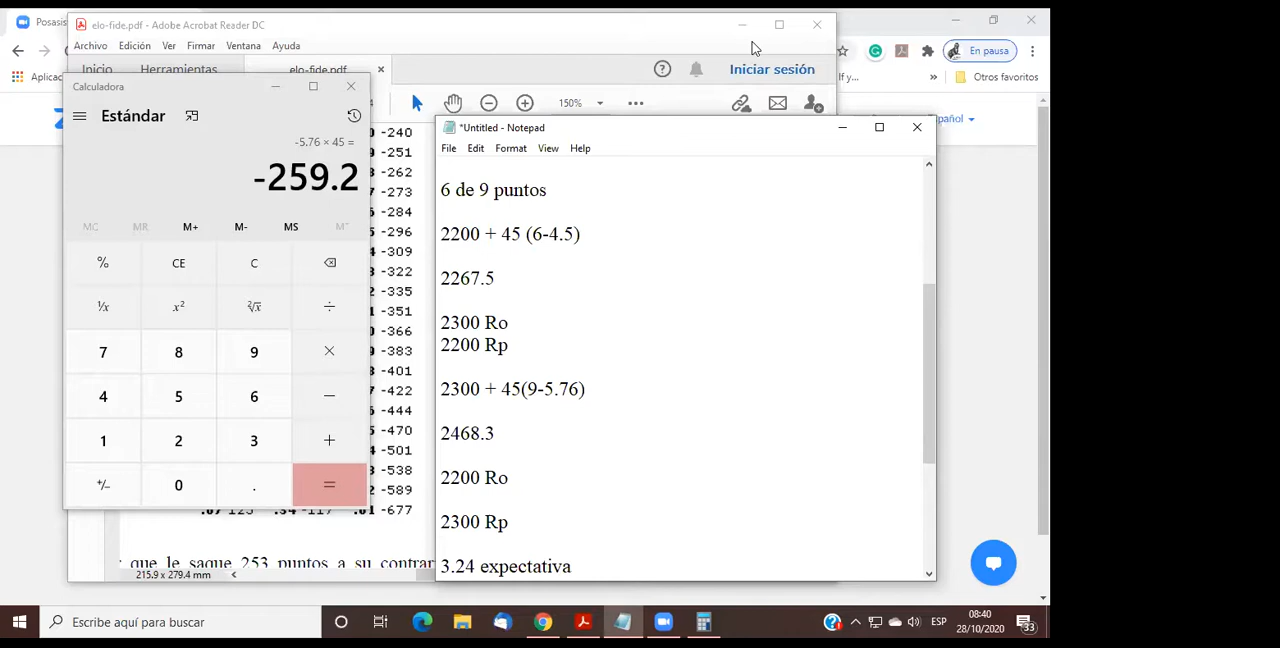 Posasis
elo-fide.pdf - Adobe Acrobat Reader DC
Archivo Edición Ver Firmar Ventana Ayuda
En pausa
Inicio Herramientas elo-fide.pdf
Iniciar sesión
Otros favoritos
150%
Calculadora
Estándar
-5.76 × 45 =
-259.2
MC MR M+ M- MS
% CE C
¹/x x² ²√x ÷
7 8 9 ×
4 5 6 −
1 2 3 +
+/- 0 . =
-240
-251
-262
-273
-284
-296
-309
-322
-335
-351
-366
-383
-401
-422
-444
-470
-501
-538
-589
-677
que le saque 253 puntos a su contrar
215.9 x 279.4 mm
*Untitled - Notepad
File Edit Format View Help
6 de 9 puntos
2200 + 45 (6-4.5)
2267.5
2300 Ro
2200 Rp
2300 + 45(9-5.76)
2468.3
2200 Ro
2300 Rp
3.24 expectativa
Escribe aquí para buscar
ESP
08:40
28/10/2020
33